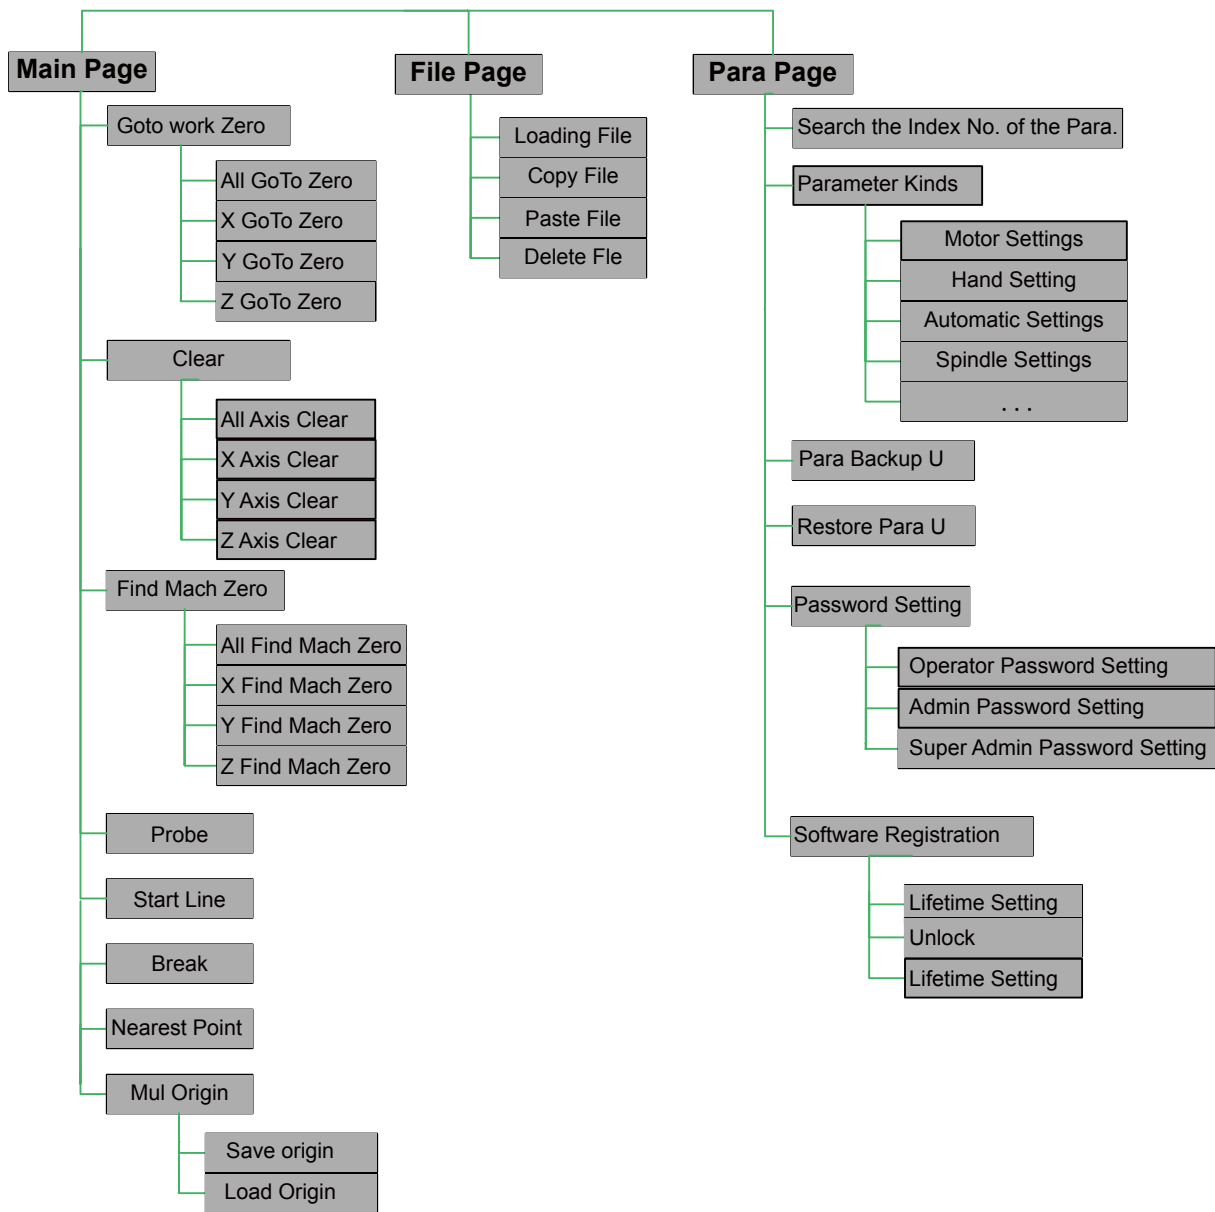 Main Page
Goto work Zero
All GoTo Zero
X GoTo Zero
Y GoTo Zero
Z GoTo Zero
Clear
All Axis Clear
X Axis Clear
Y Axis Clear
Z Axis Clear
Find Mach Zero
All Find Mach Zero
X Find Mach Zero
Y Find Mach Zero
Z Find Mach Zero
Probe
Start Line
Break
Nearest Point
Mul Origin
Save origin
Load Origin
File Page
Loading File
Copy File
Paste File
Delete Fle
Para Page
Search the Index No. of the Para.
Parameter Kinds
Motor Settings
Hand Setting
Automatic Settings
Spindle Settings
. . .
Para Backup U
Restore Para U
Password Setting
Operator Password Setting
Admin Password Setting
Super Admin Password Setting
Software Registration
Lifetime Setting
Unlock
Lifetime Setting